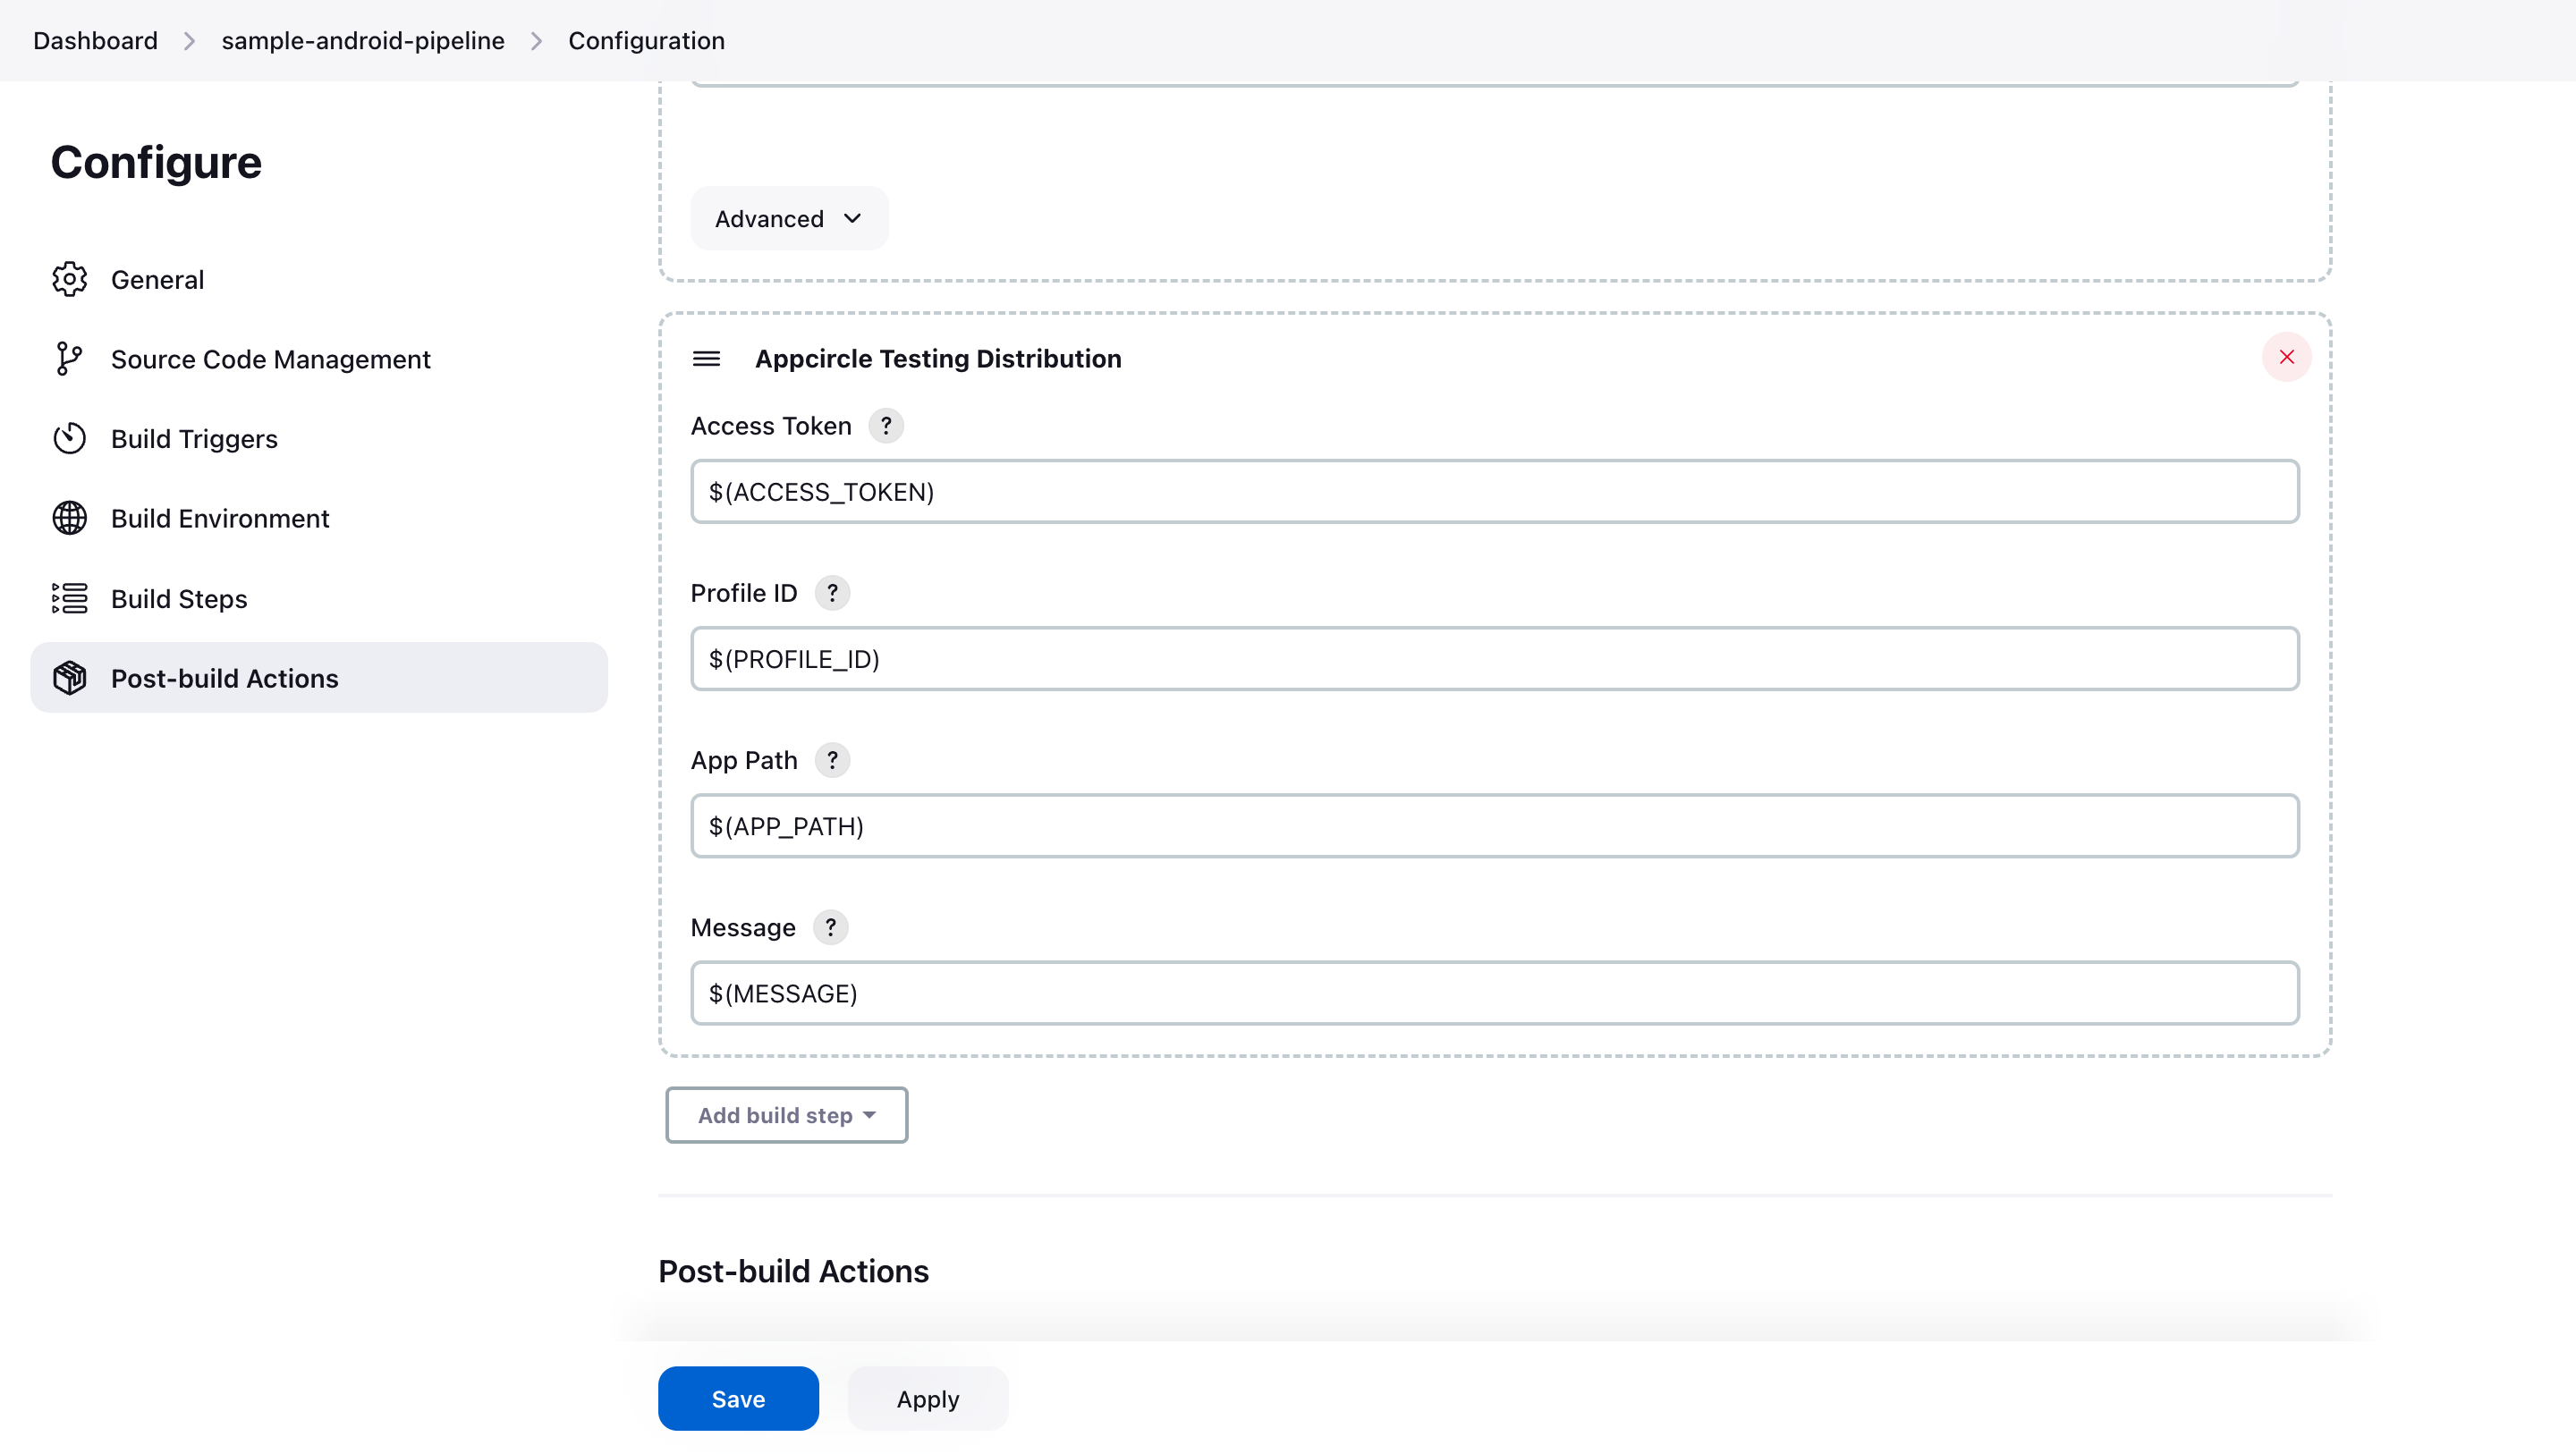 Dashboard > sample-android-pipeline > Configuration
Configure
General
Source Code Management
Build Triggers
Build Environment
Build Steps
Post-build Actions
Advanced
Appcircle Testing Distribution
Access Token ?
$(ACCESS_TOKEN)
Profile ID ?
$(PROFILE_ID)
App Path ?
$(APP_PATH)
Message ?
$(MESSAGE)
Add build step
Post-build Actions
Save Apply